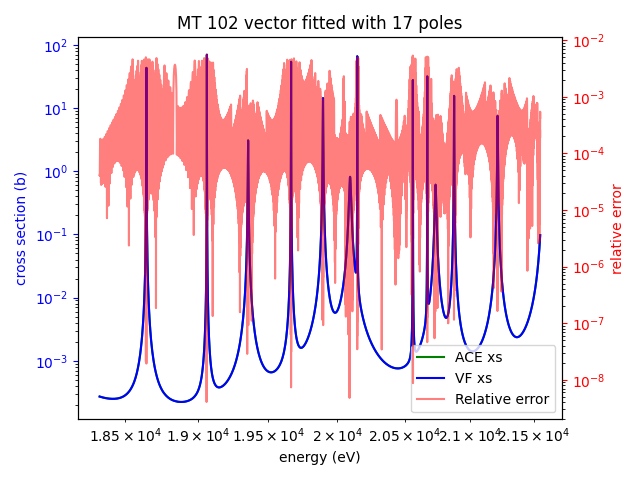 MT 102 vector fitted with 17 poles
10²
10¹
10⁰
10⁻¹
10⁻²
10⁻³
cross section (b)
10⁻²
10⁻³
10⁻⁴
10⁻⁵
10⁻⁶
10⁻⁷
10⁻⁸
relative error
ACE xs
VF xs
Relative error
1.85 × 10⁴ 1.9 × 10⁴ 1.95 × 10⁴ 2 × 10⁴ 2.05 × 10⁴ 2.1 × 10⁴ 2.15 × 10⁴
energy (eV)